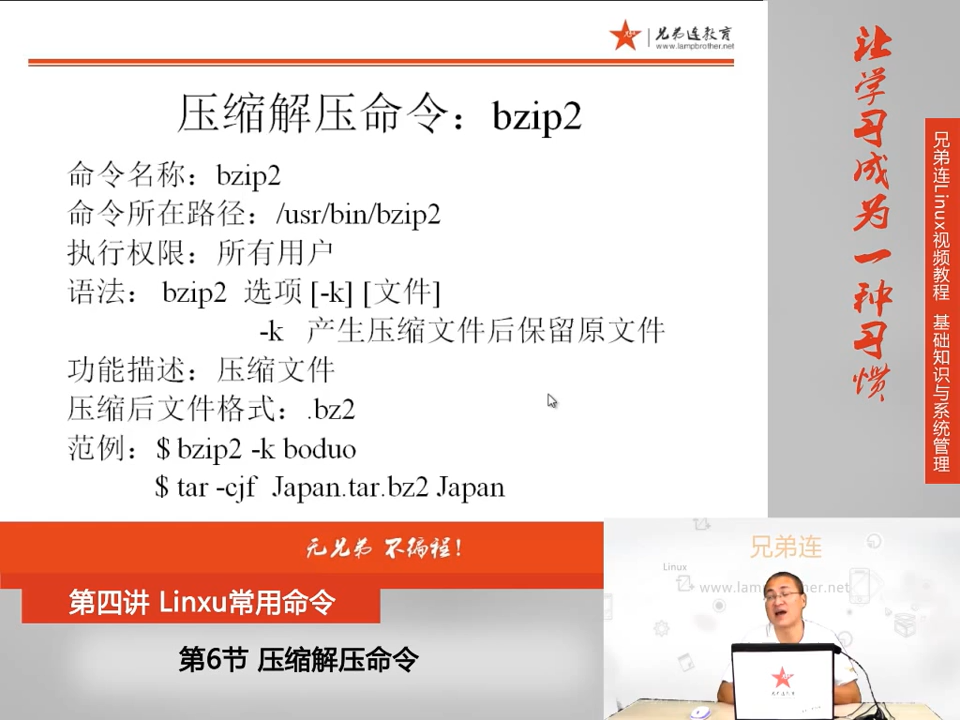 兄弟连教育
www.lampbrother.net
压缩解压命令：bzip2
命令名称：bzip2
命令所在路径：/usr/bin/bzip2
执行权限：所有用户
语法： bzip2 选项 [-k] [文件]
-k 产生压缩文件后保留原文件
功能描述：压缩文件
压缩后文件格式：.bz2
范例：$ bzip2 -k boduo
$ tar -cjf Japan.tar.bz2 Japan
让学习成为一种习惯
兄弟连Linux视频教程 基础知识与系统管理
无兄弟 不编程！
第四讲 Linxu常用命令
第6节 压缩解压命令
兄弟连
Linux